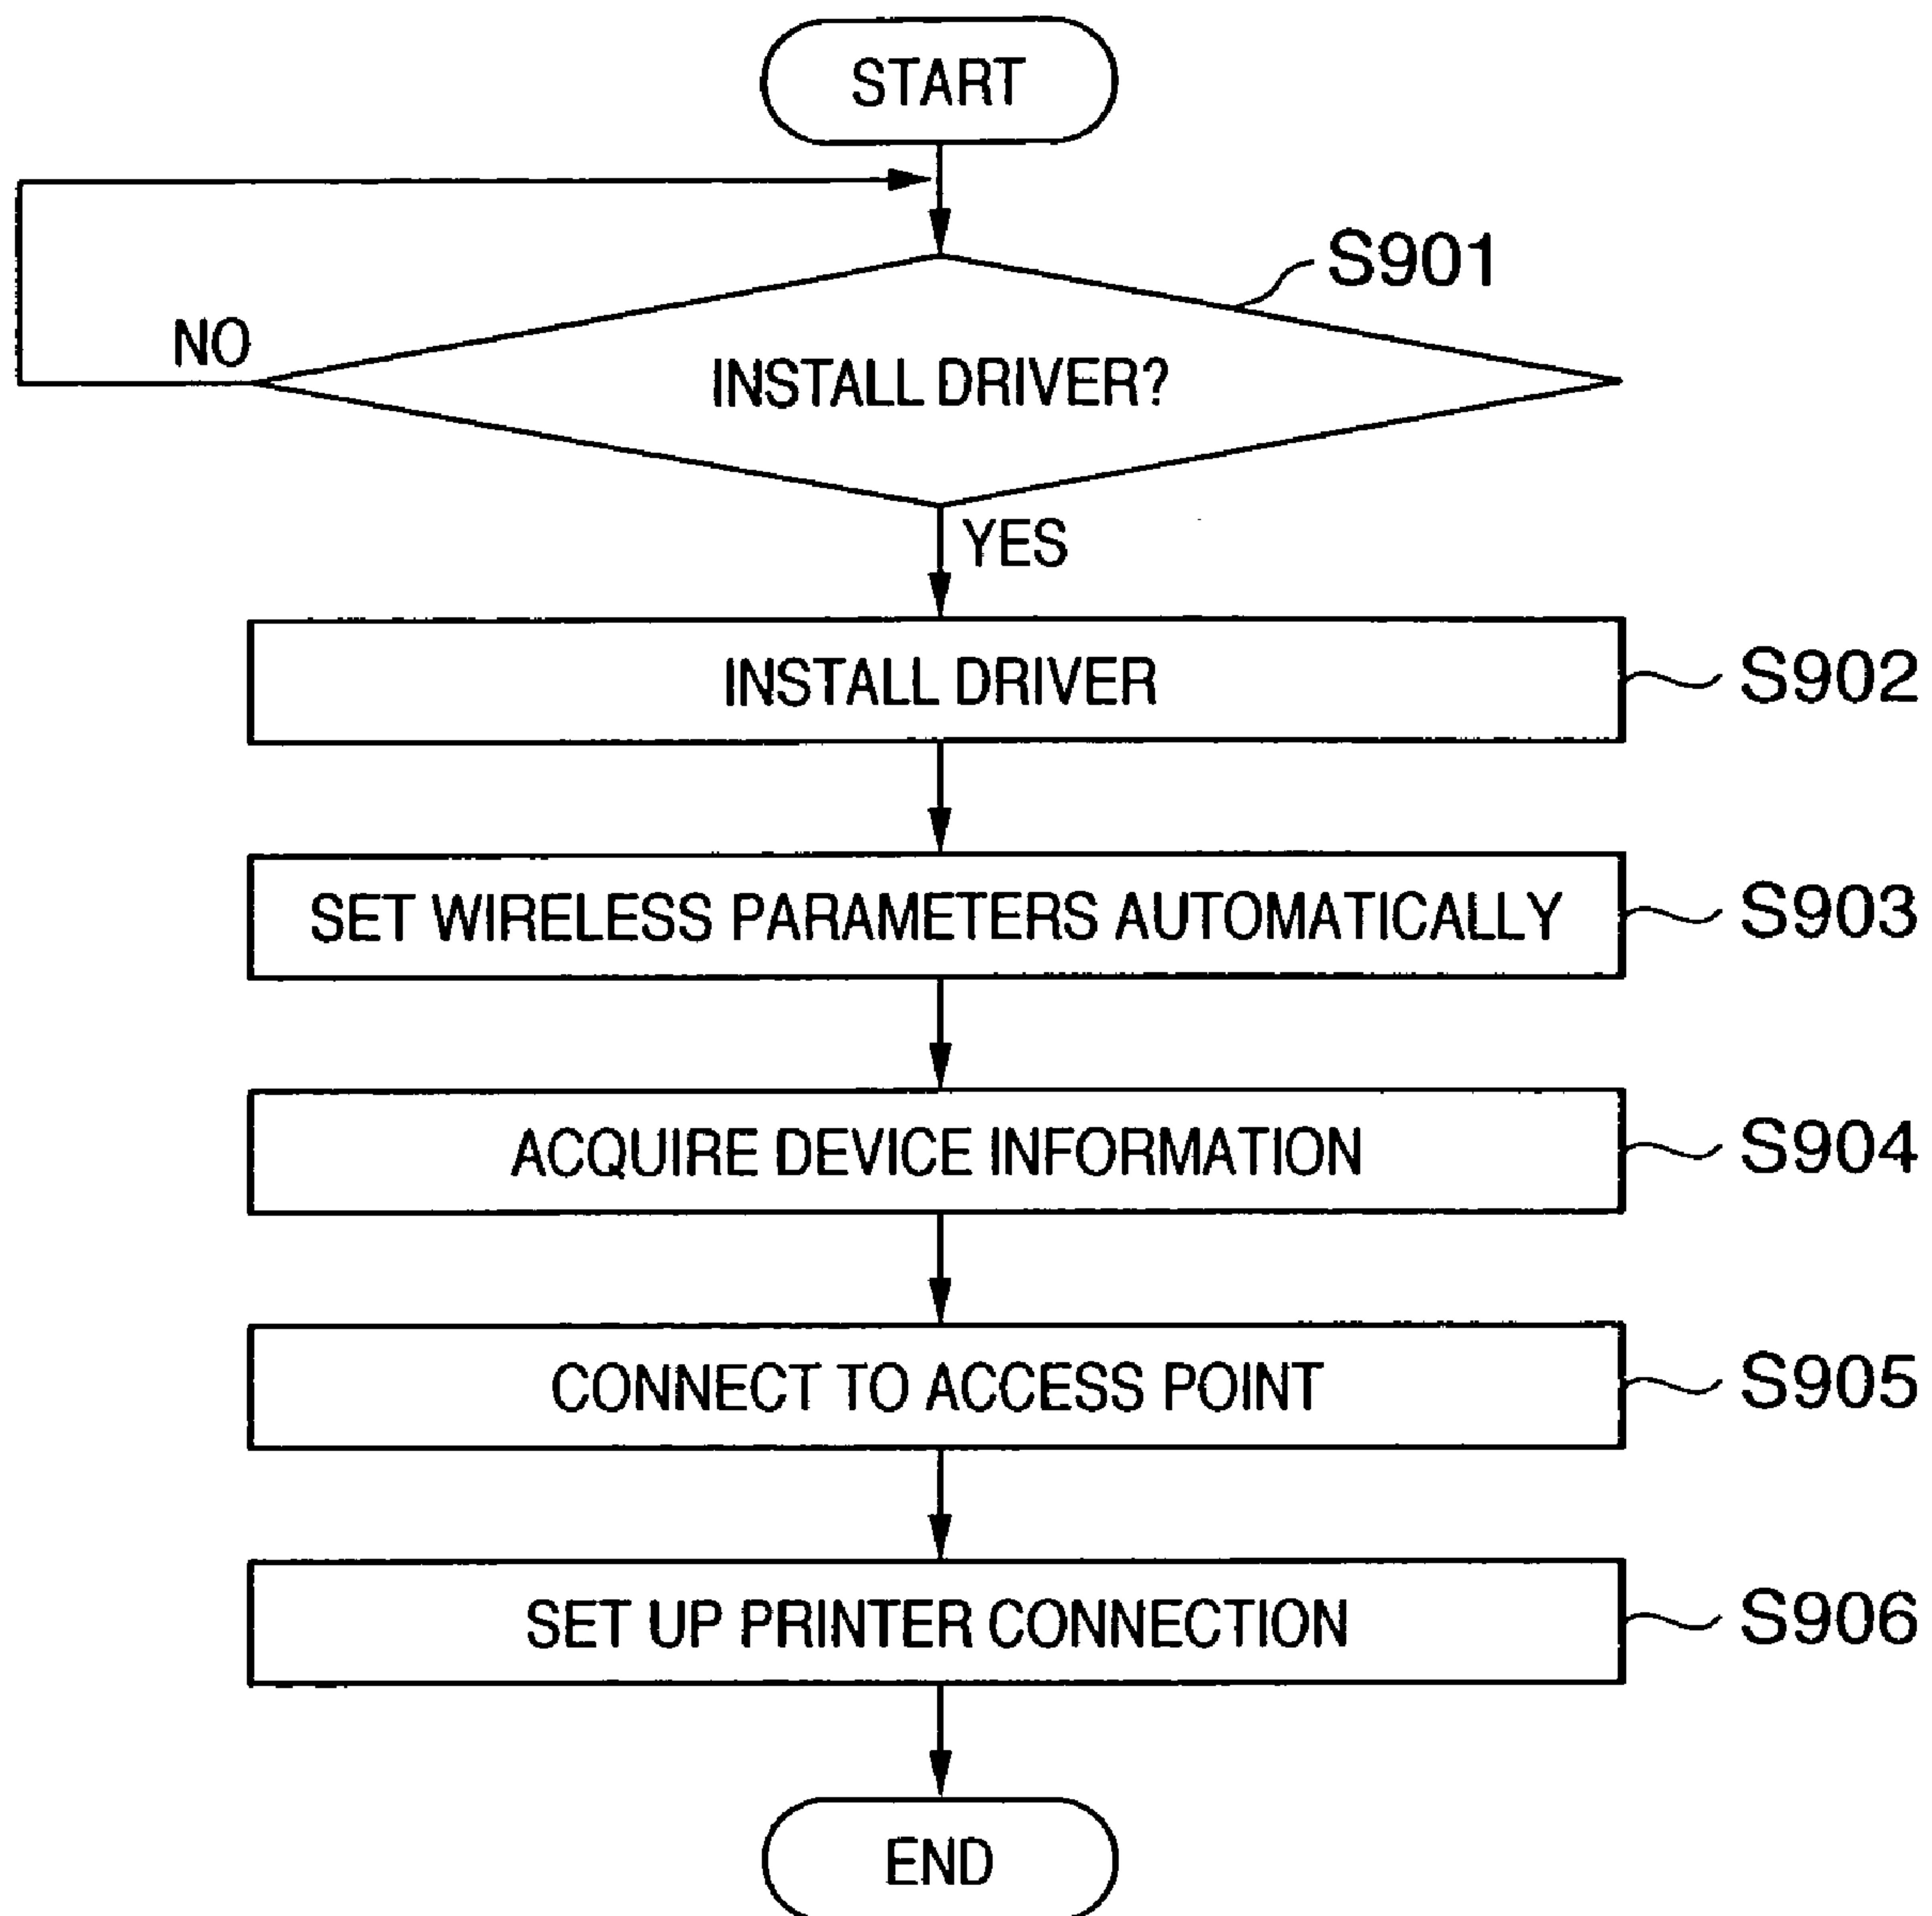 START
S901
NO
INSTALL DRIVER?
YES
INSTALL DRIVER
S902
SET WIRELESS PARAMETERS AUTOMATICALLY
S903
ACQUIRE DEVICE INFORMATION
S904
CONNECT TO ACCESS POINT
S905
SET UP PRINTER CONNECTION
S906
END